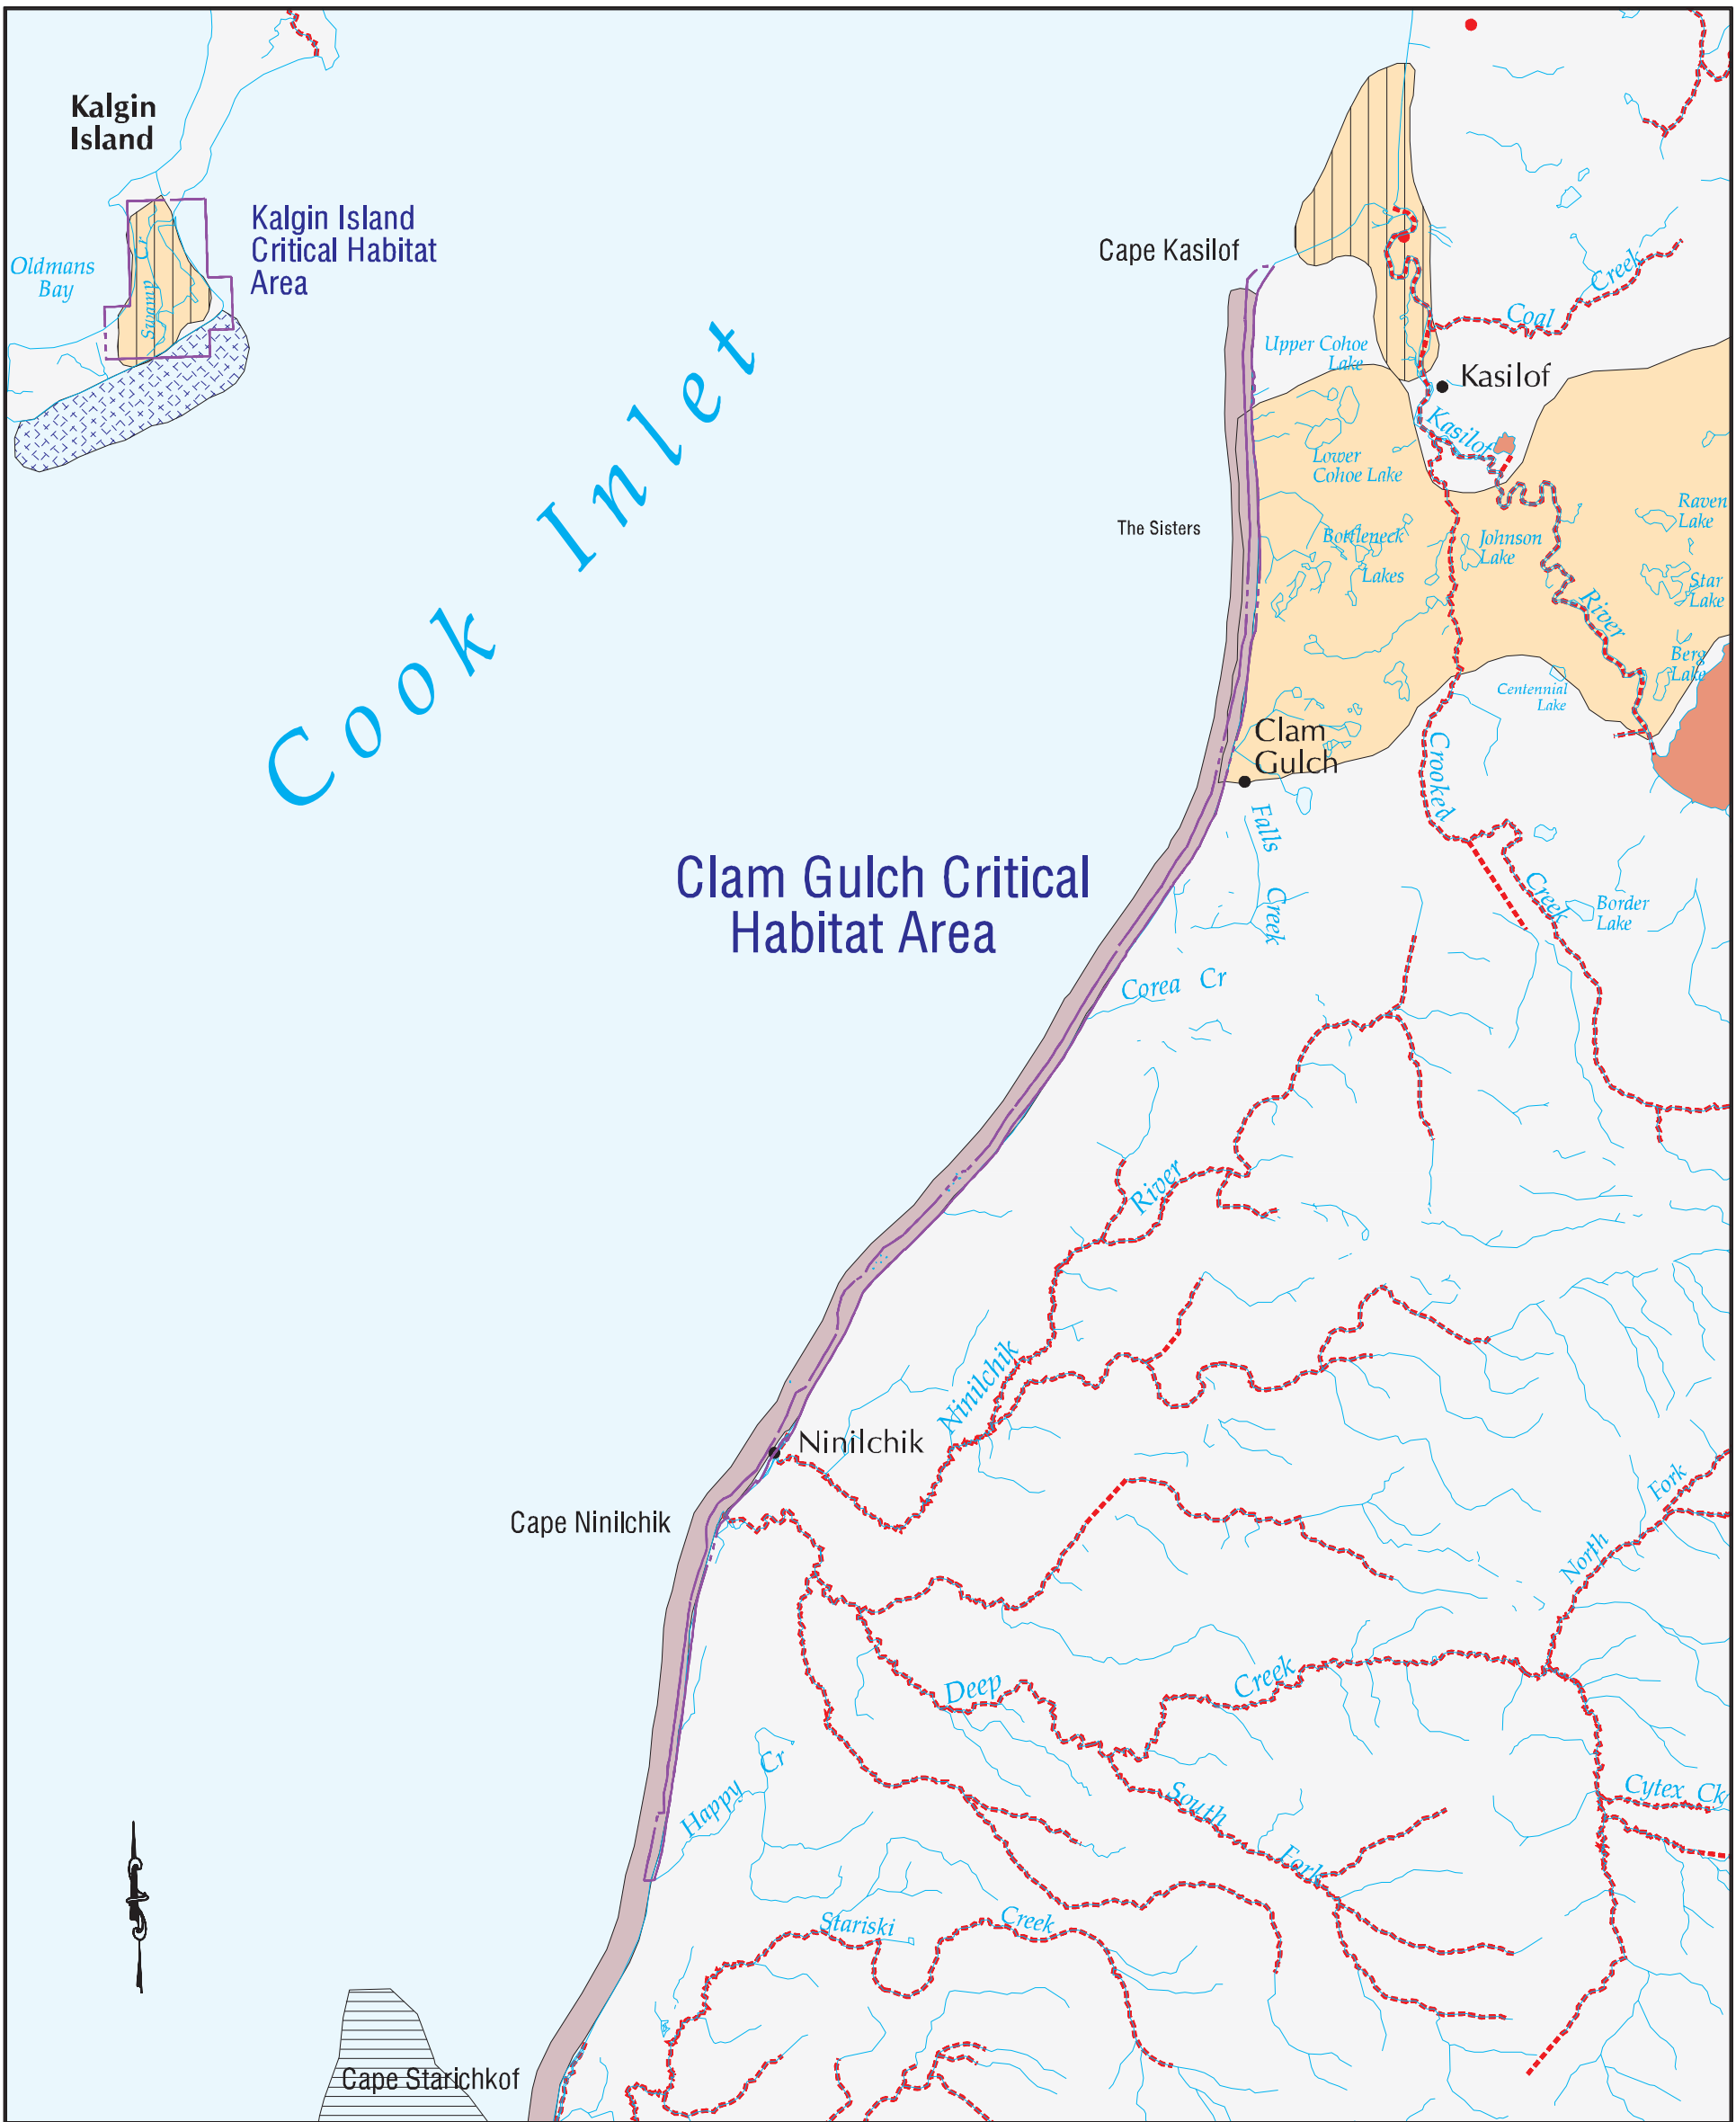 Kalgin
Island
Kalgin Island
Critical Habitat
Area
Oldmans
Bay
Swamp Cr
Cook Inlet
Cape Kasilof
Coal Creek
Upper Cohoe
Lake
Kasilof
Kasilof River
Lower
Cohoe Lake
The Sisters
Bottleneck
Lakes
Johnson
Lake
Raven
Lake
Star
Lake
Berg
Lake
Centennial
Lake
Clam
Gulch
Crooked Creek
Falls Creek
Border
Lake
Clam Gulch Critical
Habitat Area
Corea Cr
Ninilchik River
Ninilchik
Cape Ninilchik
North Fork
Deep Creek
Happy Cr
South Fork
Cytex Ck
Stariski Creek
Cape Starichkof